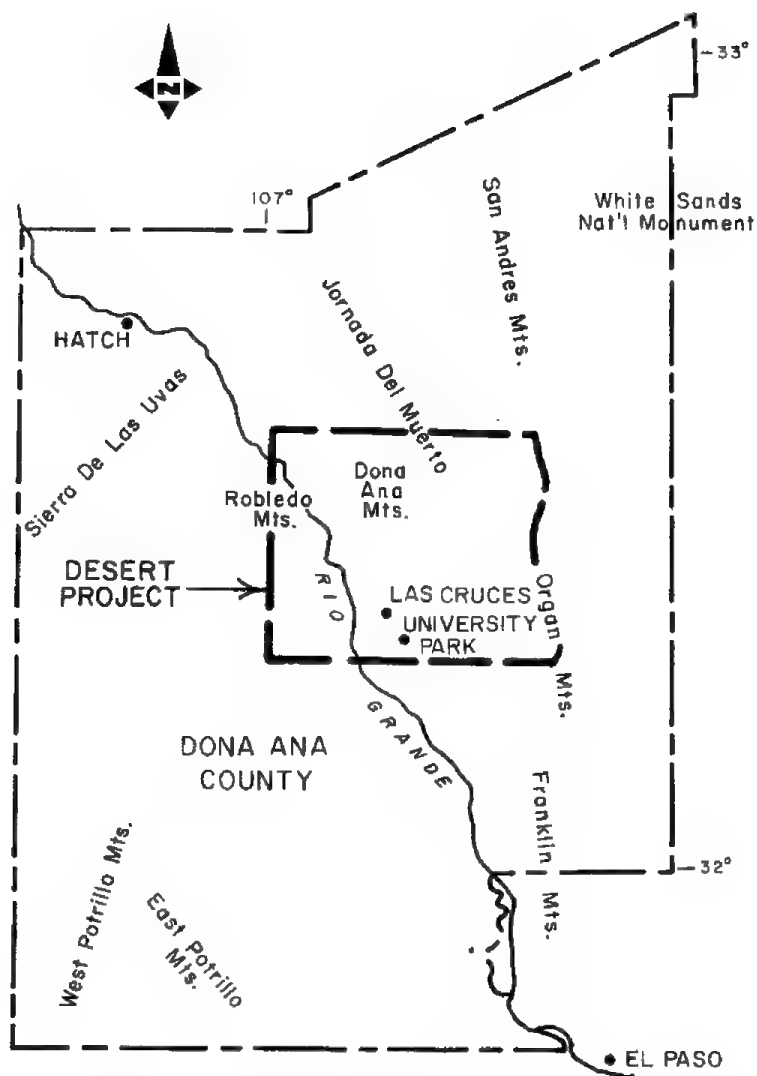 -33°
107°
N
San Andres Mts.
White Sands
Nat'l Monument
Jornada Del Muerto
HATCH
Sierra De Las Uvas
Dona
Ana
Mts.
Robledo
Mts.
DESERT
PROJECT
RIO
LAS CRUCES
UNIVERSITY
PARK
Organ
Mts.
GRANDE
DONA ANA
COUNTY
Franklin
Mts.
-32°
West Potrillo Mts.
East Potrillo
Mts.
EL PASO